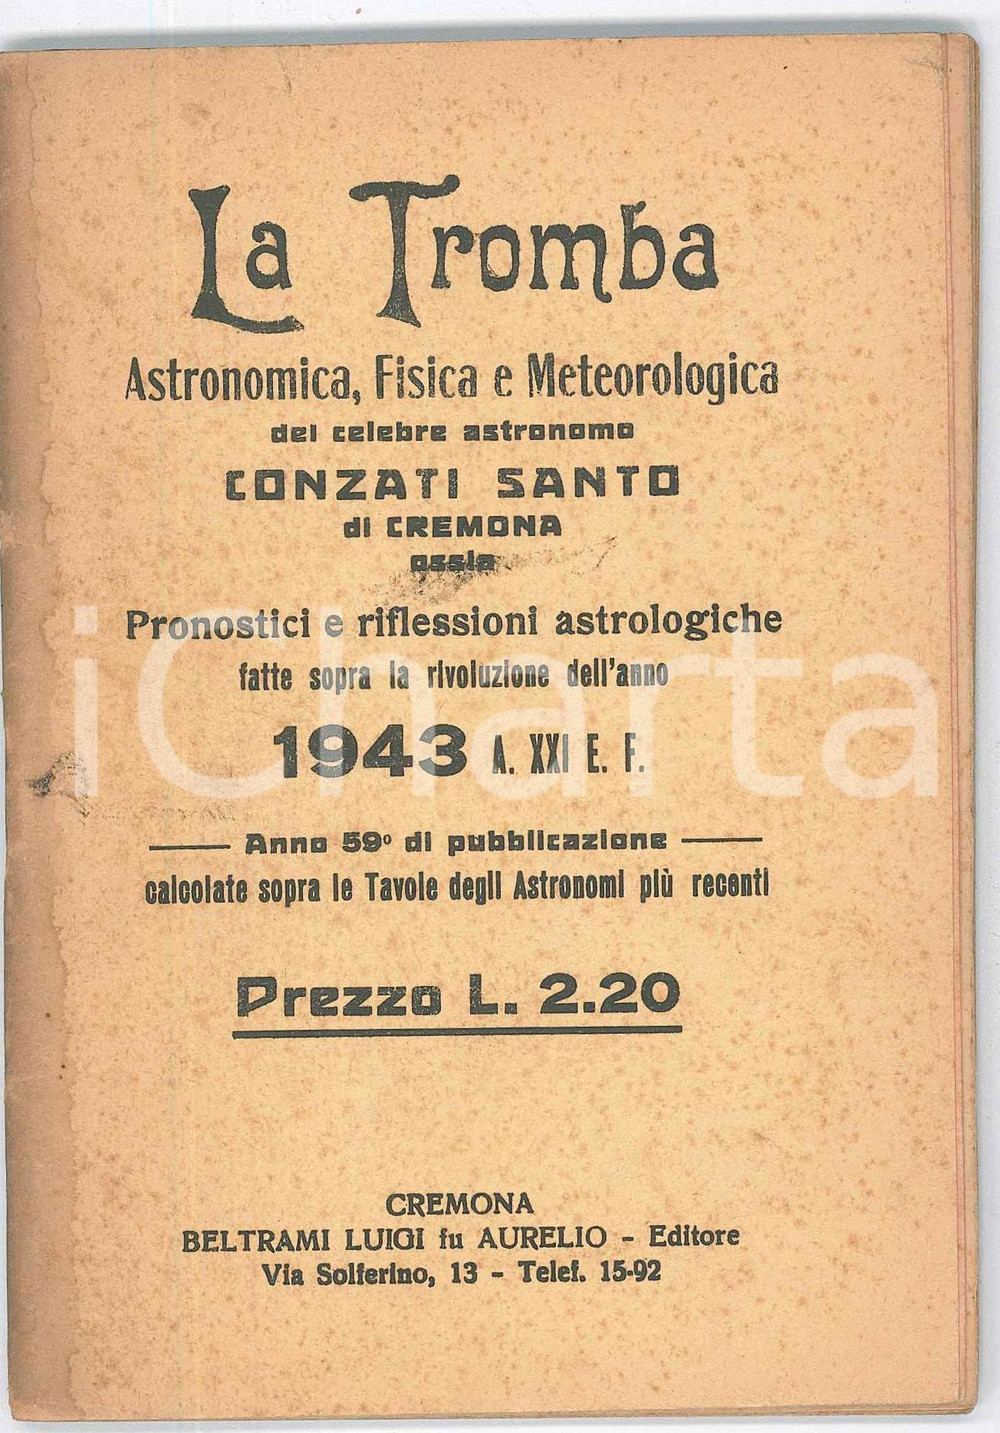 La Tromba
Astronomica, Fisica e Meteorologica
del celebre astronomo
CONZATI SANTO
di CREMONA
ossia
Pronostici e riflessioni astrologiche
fatte sopra la rivoluzione dell'anno
1943 A. XXI E. F.
Anno 59º di pubblicazione
calcolate sopra le Tavole degli Astronomi più recenti
Prezzo L. 2.20
CREMONA
BELTRAMI LUIGI fu AURELIO - Editore
Via Solferino, 13 - Telef. 15-92
iCharta